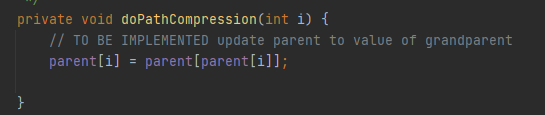 */
private void doPathCompression(int i) {
// TO BE IMPLEMENTED update parent to value of grandparent
parent[i] = parent[parent[i]];
}